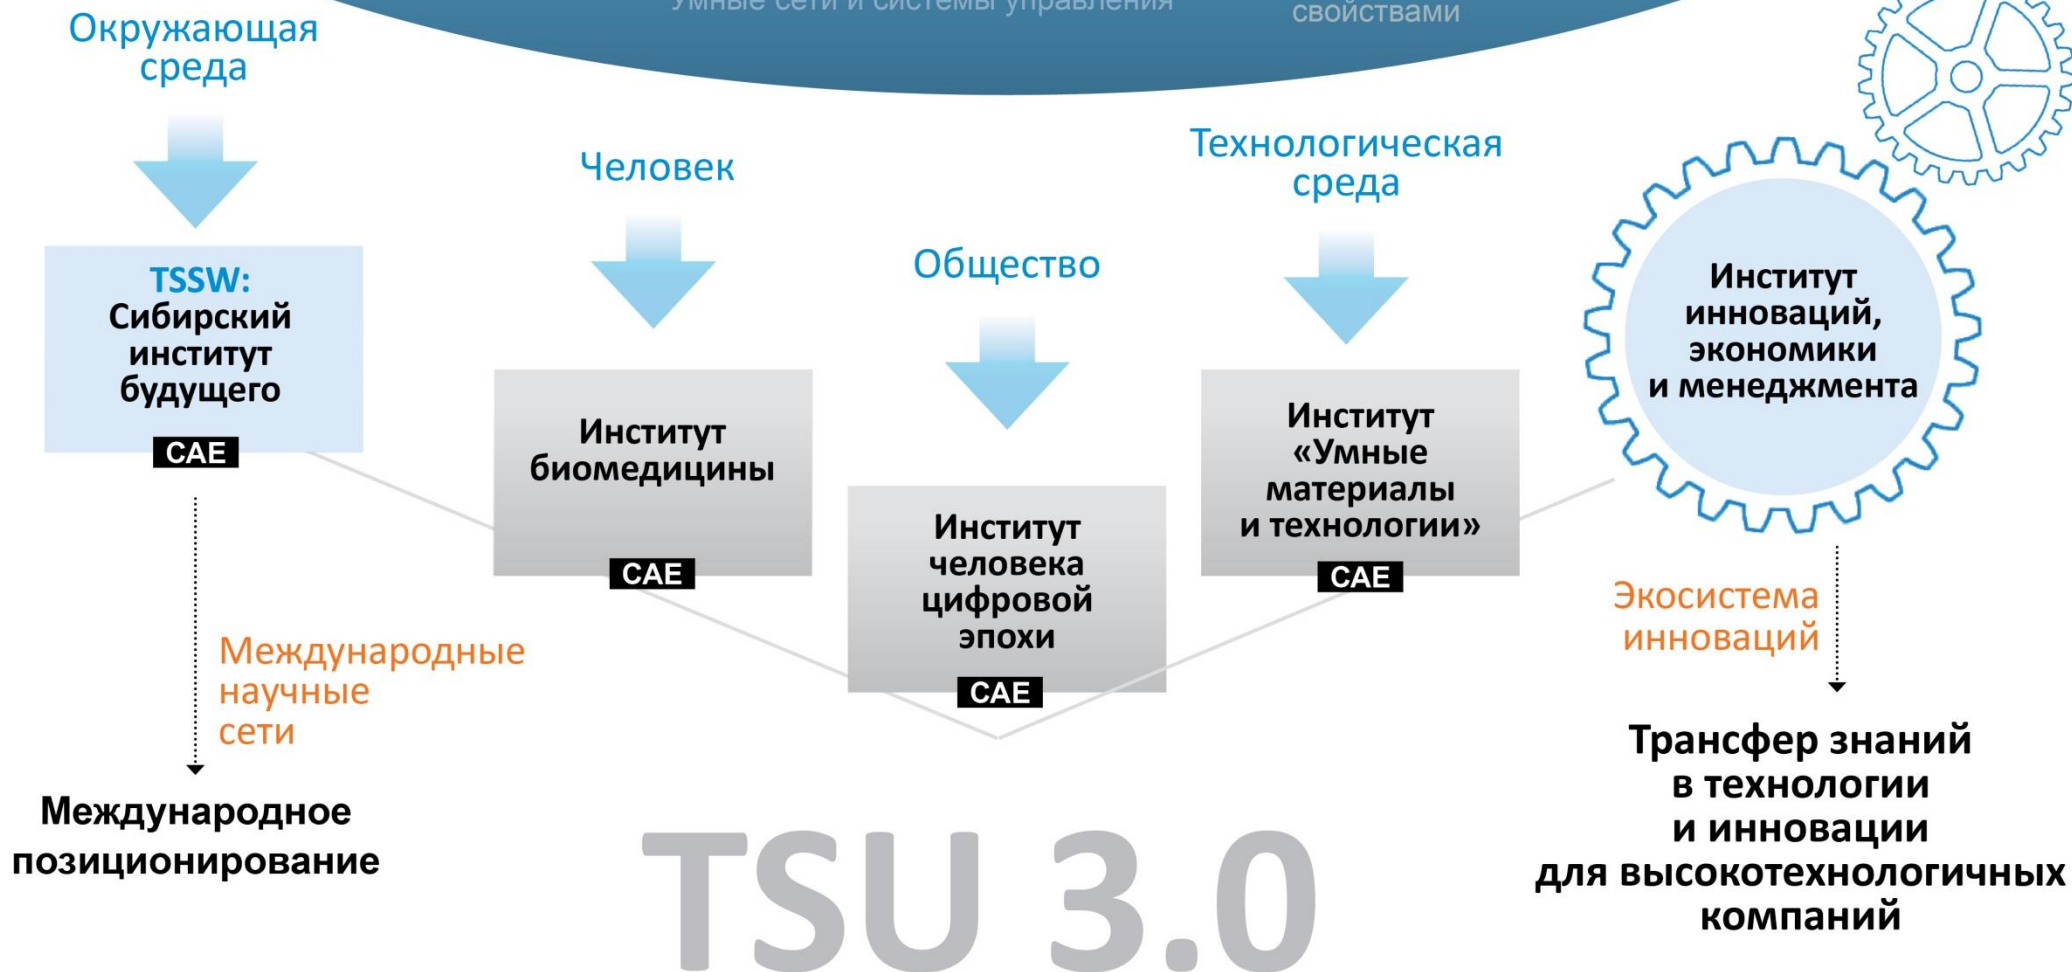 Умные сети и системы управления
свойствами
Окружающая
среда
TSSW:
Сибирский
институт
будущего
CAE
Международные
научные
сети
Международное
позиционирование
Человек
Институт
биомедицины
CAE
Общество
Институт
человека
цифровой
эпохи
CAE
Технологическая
среда
Институт
«Умные
материалы
и технологии»
CAE
Институт
инноваций,
экономики
и менеджмента
Экосистема
инноваций
Трансфер знаний
в технологии
и инновации
для высокотехнологичных
компаний
TSU 3.0